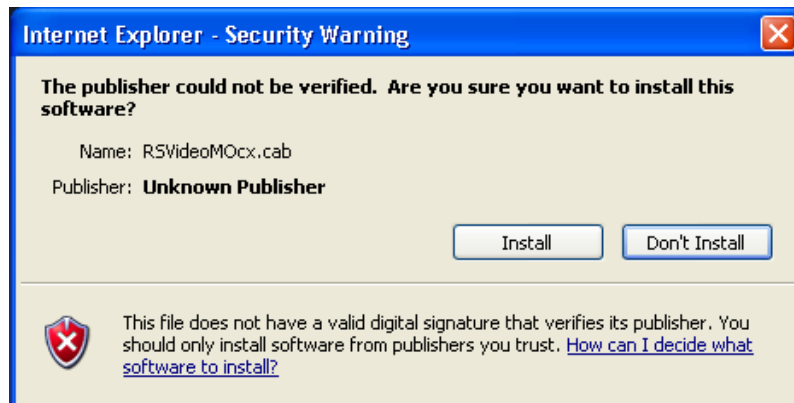 Internet Explorer - Security Warning
The publisher could not be verified.  Are you sure you want to install this
software?
Name: RSVideoMOcx.cab
Publisher: Unknown Publisher
Install
Don't Install
This file does not have a valid digital signature that verifies its publisher. You
should only install software from publishers you trust. How can I decide what
software to install?